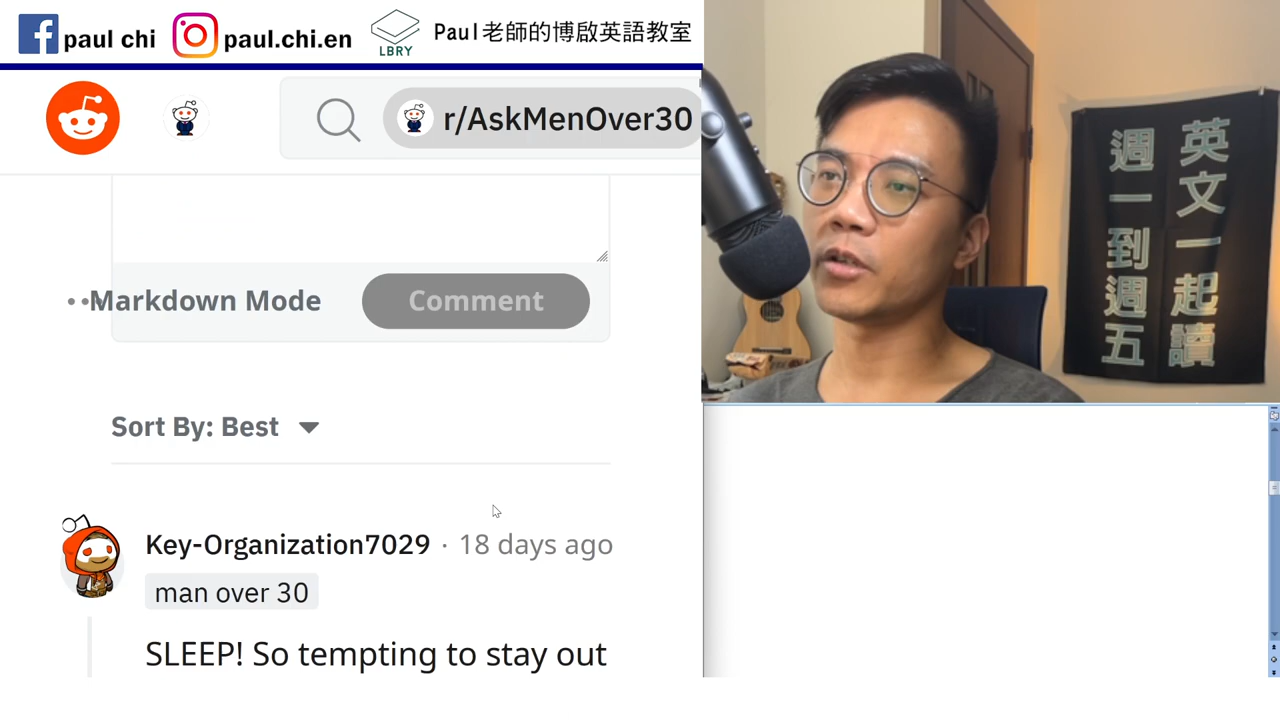 paul chi
paul.chi.en
LBRY
Paul老師的博啟英語教室
r/AskMenOver30
Markdown Mode
Comment
Sort By: Best
Key-Organization7029 · 18 days ago
man over 30
SLEEP! So tempting to stay out
英文一起讀
週一到週五